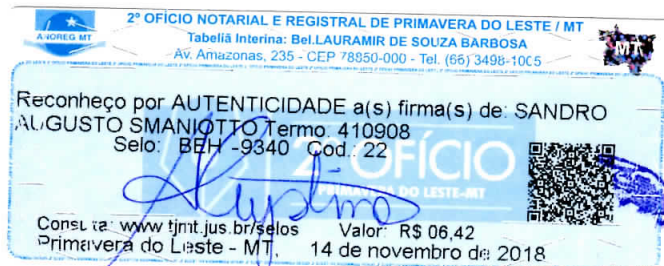 2º OFÍCIO NOTARIAL E REGISTRAL DE PRIMAVERA DO LESTE / MT
Tabeliã Interina: Bel.LAURAMIR DE SOUZA BARBOSA
Av. Amazonas, 235 - CEP 78850-000 - Tel. (66) 3498-1005
ANOREG MT
MT
Reconheço por AUTENTICIDADE a(s) firma(s) de: SANDRO
AUGUSTO SMANIOTTO Termo: 410908
Selo: BEH -9340 Cod.: 22
2º OFÍCIO
PRIMAVERA DO LESTE-MT
Consulta: www tjmt.jus.br/selos Valor: R$ 06,42
Primavera do Leste - MT, 14 de novembro de 2018